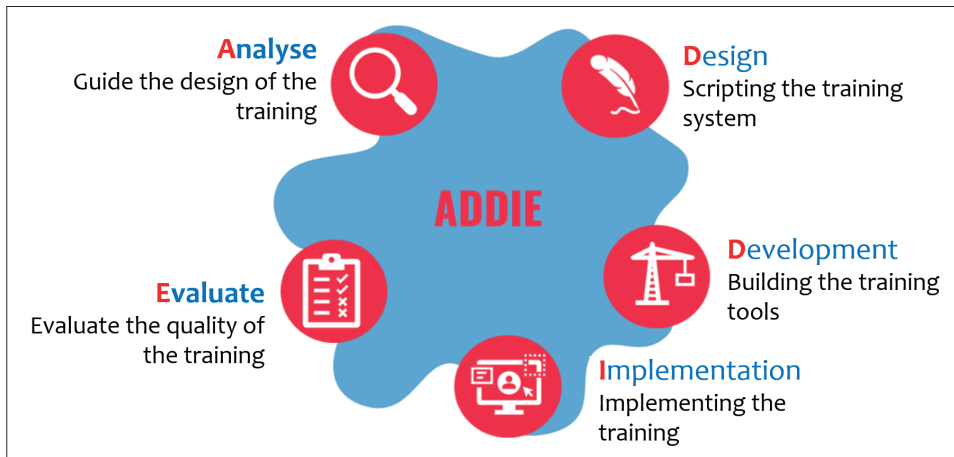 Analyse
Guide the design of the
training
Design
Scripting the training
system
ADDIE
Development
Building the training
tools
Evaluate
Evaluate the quality of
the training
Implementation
Implementing the
training